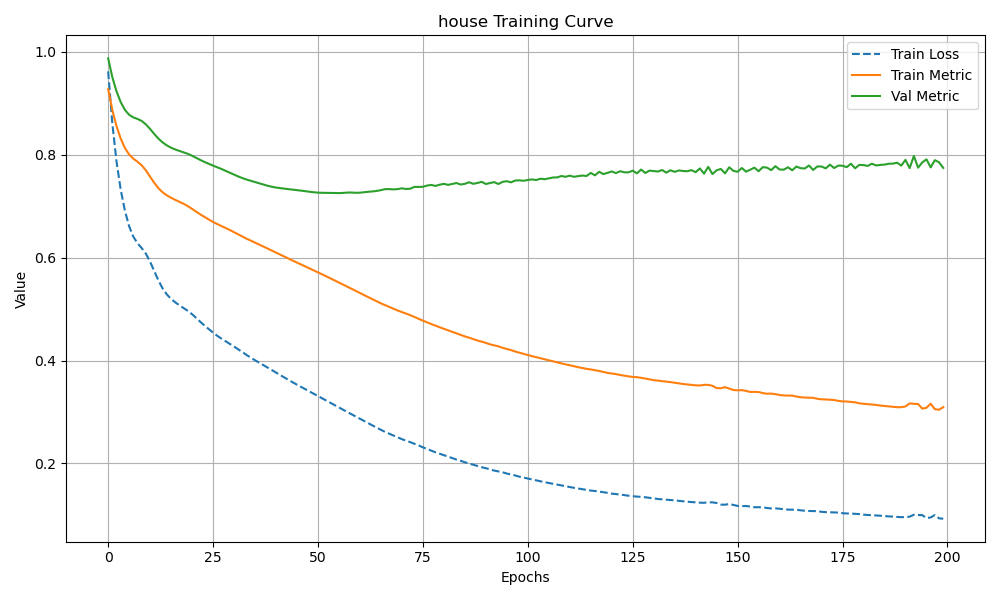 house Training Curve
Train Loss
Train Metric
Val Metric
1.0
0.8
0.6
0.4
0.2
Value
0 25 50 75 100 125 150 175 200
Epochs